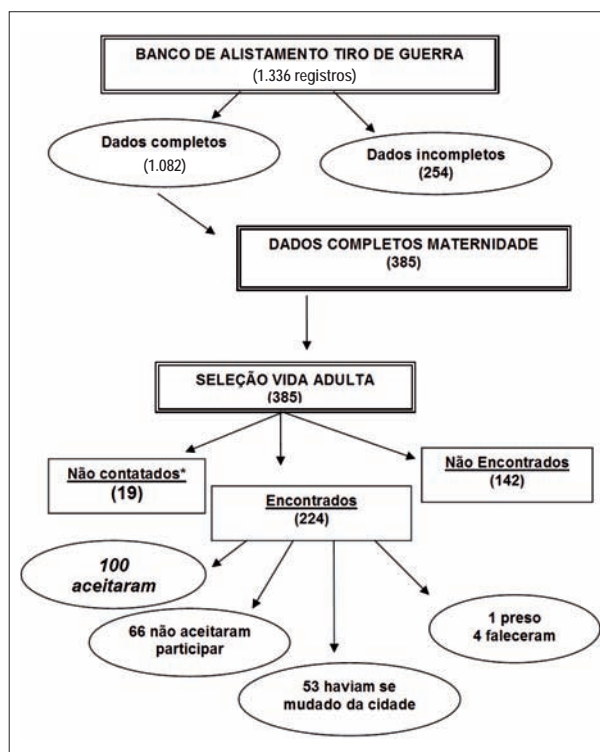 BANCO DE ALISTAMENTO TIRO DE GUERRA
(1.336 registros)
Dados completos
(1.082)
Dados incompletos
(254)
DADOS COMPLETOS MATERNIDADE
(385)
SELEÇÃO VIDA ADULTA
(385)
Não contatados*
(19)
Encontrados
(224)
Não Encontrados
(142)
100
aceitaram
66 não aceitaram
participar
53 haviam se
mudado da cidade
1 preso
4 faleceram